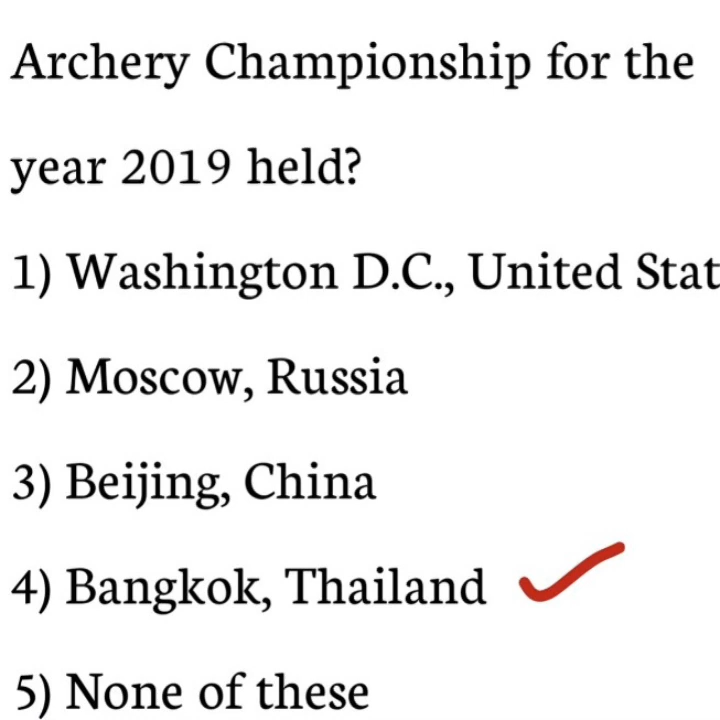 Archery Championship for the
year 2019 held?
1) Washington D.C., United Stat
2) Moscow, Russia
3) Beijing, China
4) Bangkok, Thailand
5) None of these